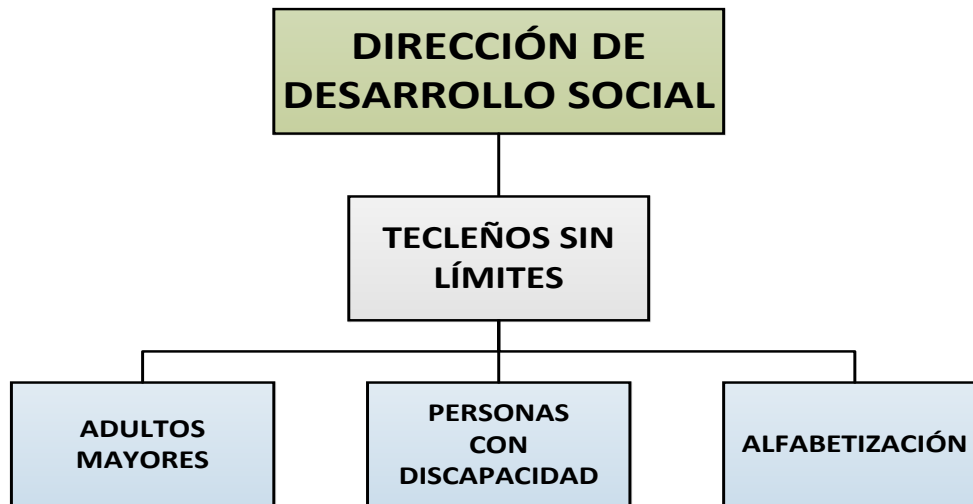 DIRECCIÓN DE
DESARROLLO SOCIAL
TECLEÑOS SIN
LÍMITES
ADULTOS
MAYORES
PERSONAS
CON
DISCAPACIDAD
ALFABETIZACIÓN